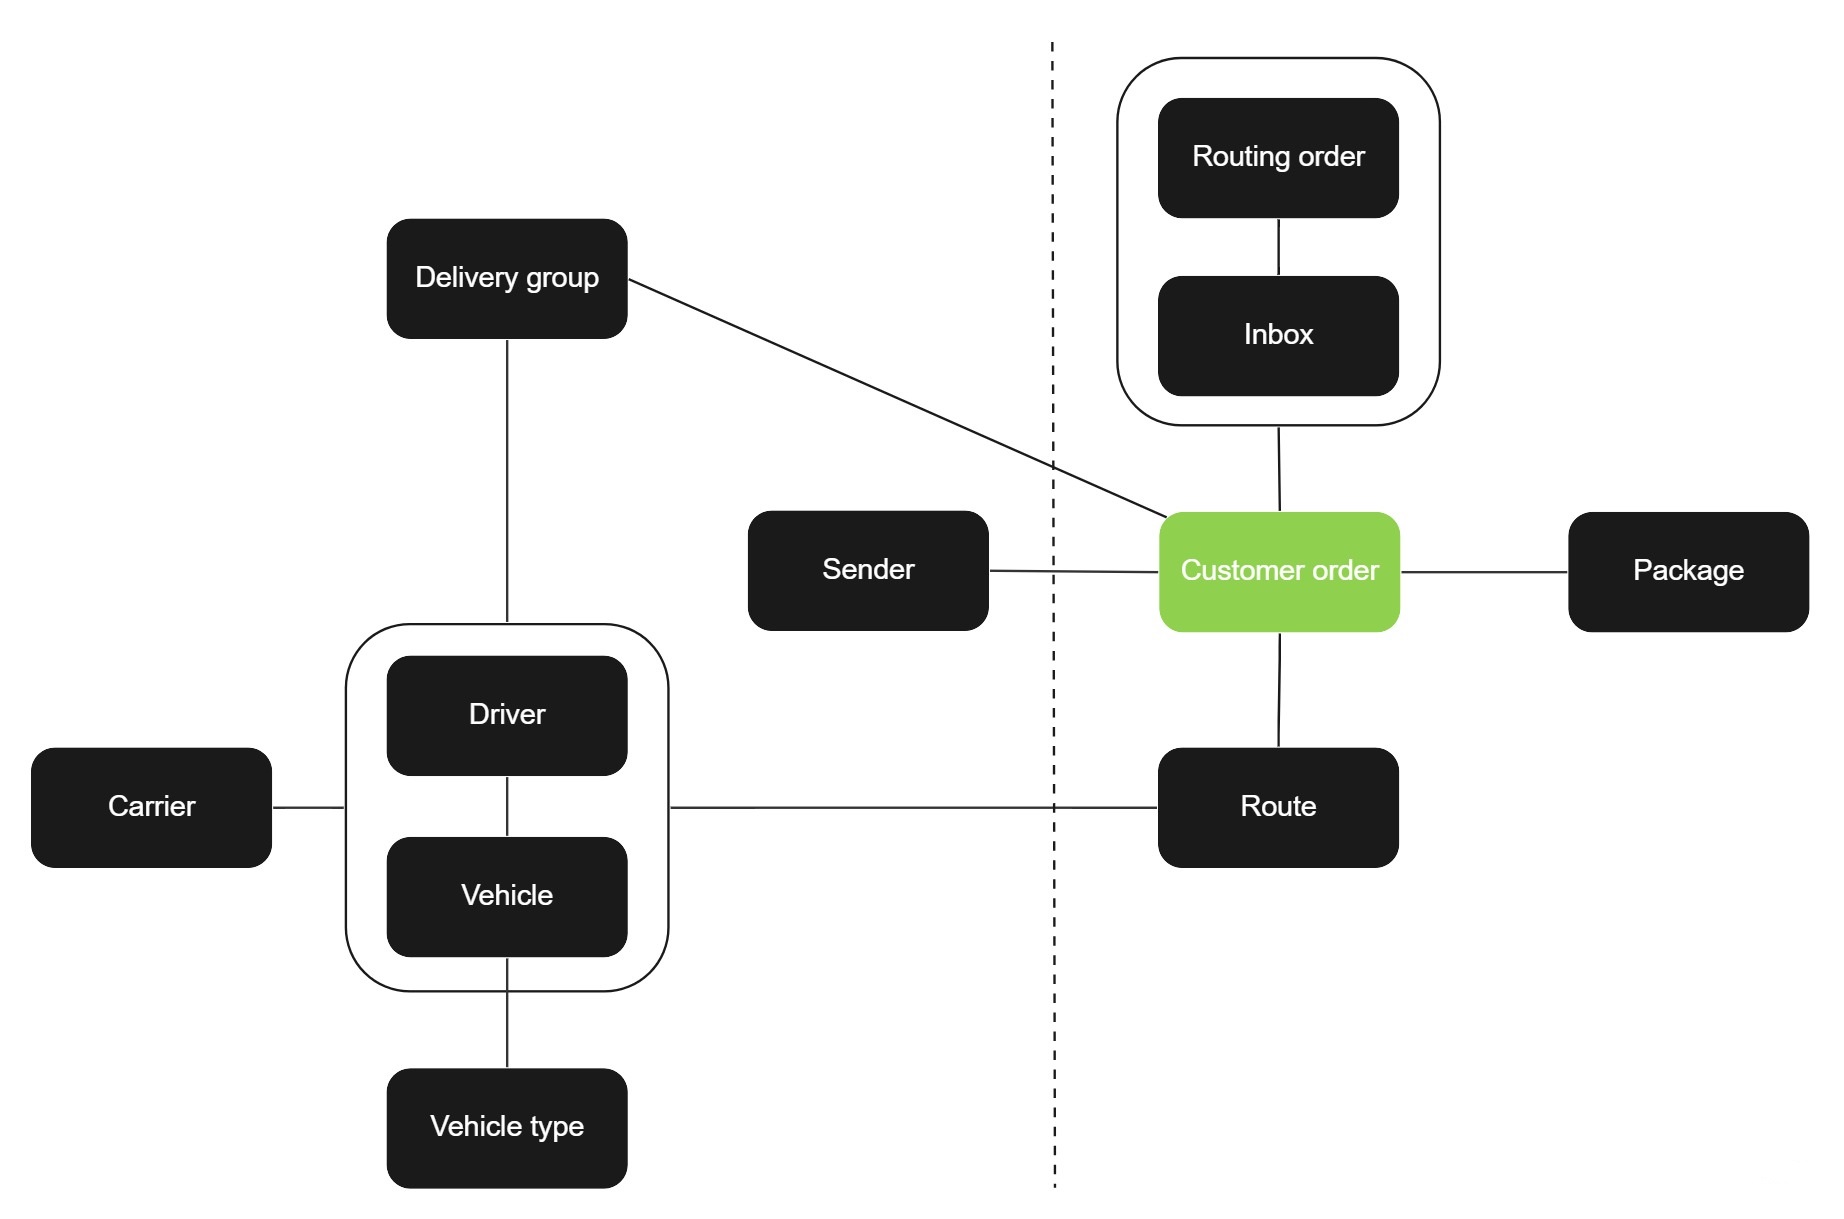 Routing order
Delivery group
Inbox
Sender
Customer order
Package
Driver
Carrier
Route
Vehicle
Vehicle type